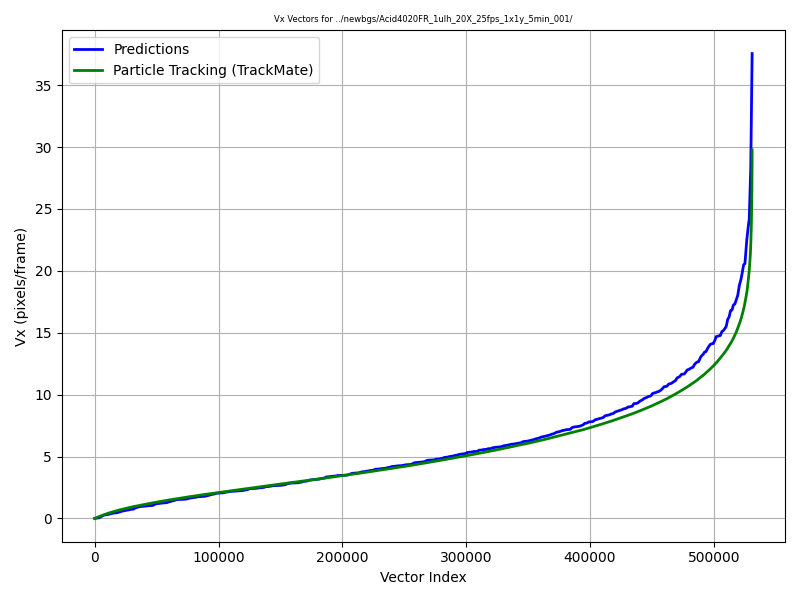 Vx Vectors for ../newbgs/Acid4020FR_1ulh_20X_25fps_1x1y_5min_001/
Predictions
Particle Tracking (TrackMate)
35
30
25
20
15
10
5
0
Vx (pixels/frame)
0 100000 200000 300000 400000 500000
Vector Index